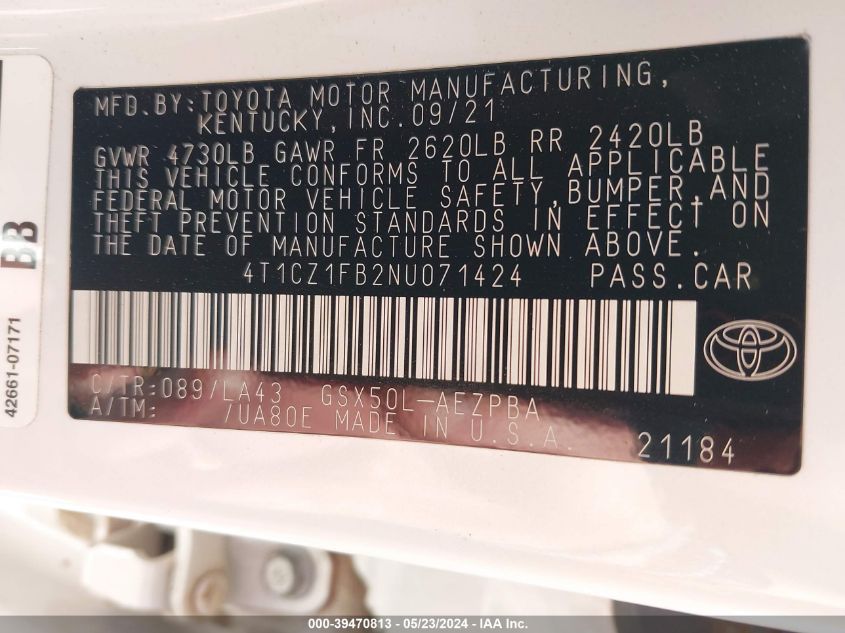 MFD.BY:TOYOTA MOTOR MANUFACTURING,
KENTUCKY,INC.09/21
GVWR 4730LB GAWR FR 2620LB RR 2420LB
THIS VEHICLE CONFORMS TO ALL APPLICABLE
FEDERAL MOTOR VEHICLE SAFETY,BUMPER,AND
THEFT PREVENTION STANDARDS IN EFFECT ON
THE DATE OF MANUFACTURE SHOWN ABOVE.
4T1CZ1FB2NU071424 PASS.CAR
C/TR:089/LA43 GSX50L-AEZPBA
A/TM: /UA80E MADE IN U.S.A.
21184
BB
42661-07171
000-39470813 - 05/23/2024 - IAA Inc.